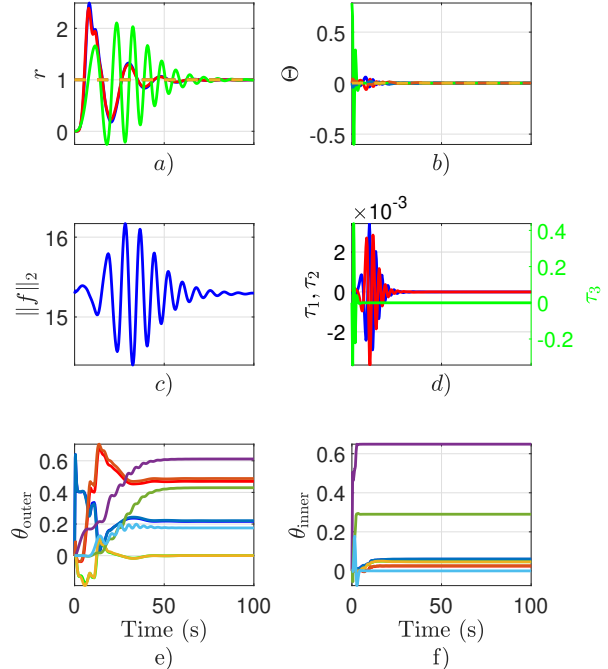 2
1
0
r
a)
0.5
0
-0.5
Θ
b)
16
15
‖f‖₂
c)
×10⁻³
2
0
-2
τ₁, τ₂
0.4
0.2
0
-0.2
τ₃
d)
0.6
0.4
0.2
0
θouter
0 50 100
Time (s)
e)
0.6
0.4
0.2
0
θinner
0 50 100
Time (s)
f)